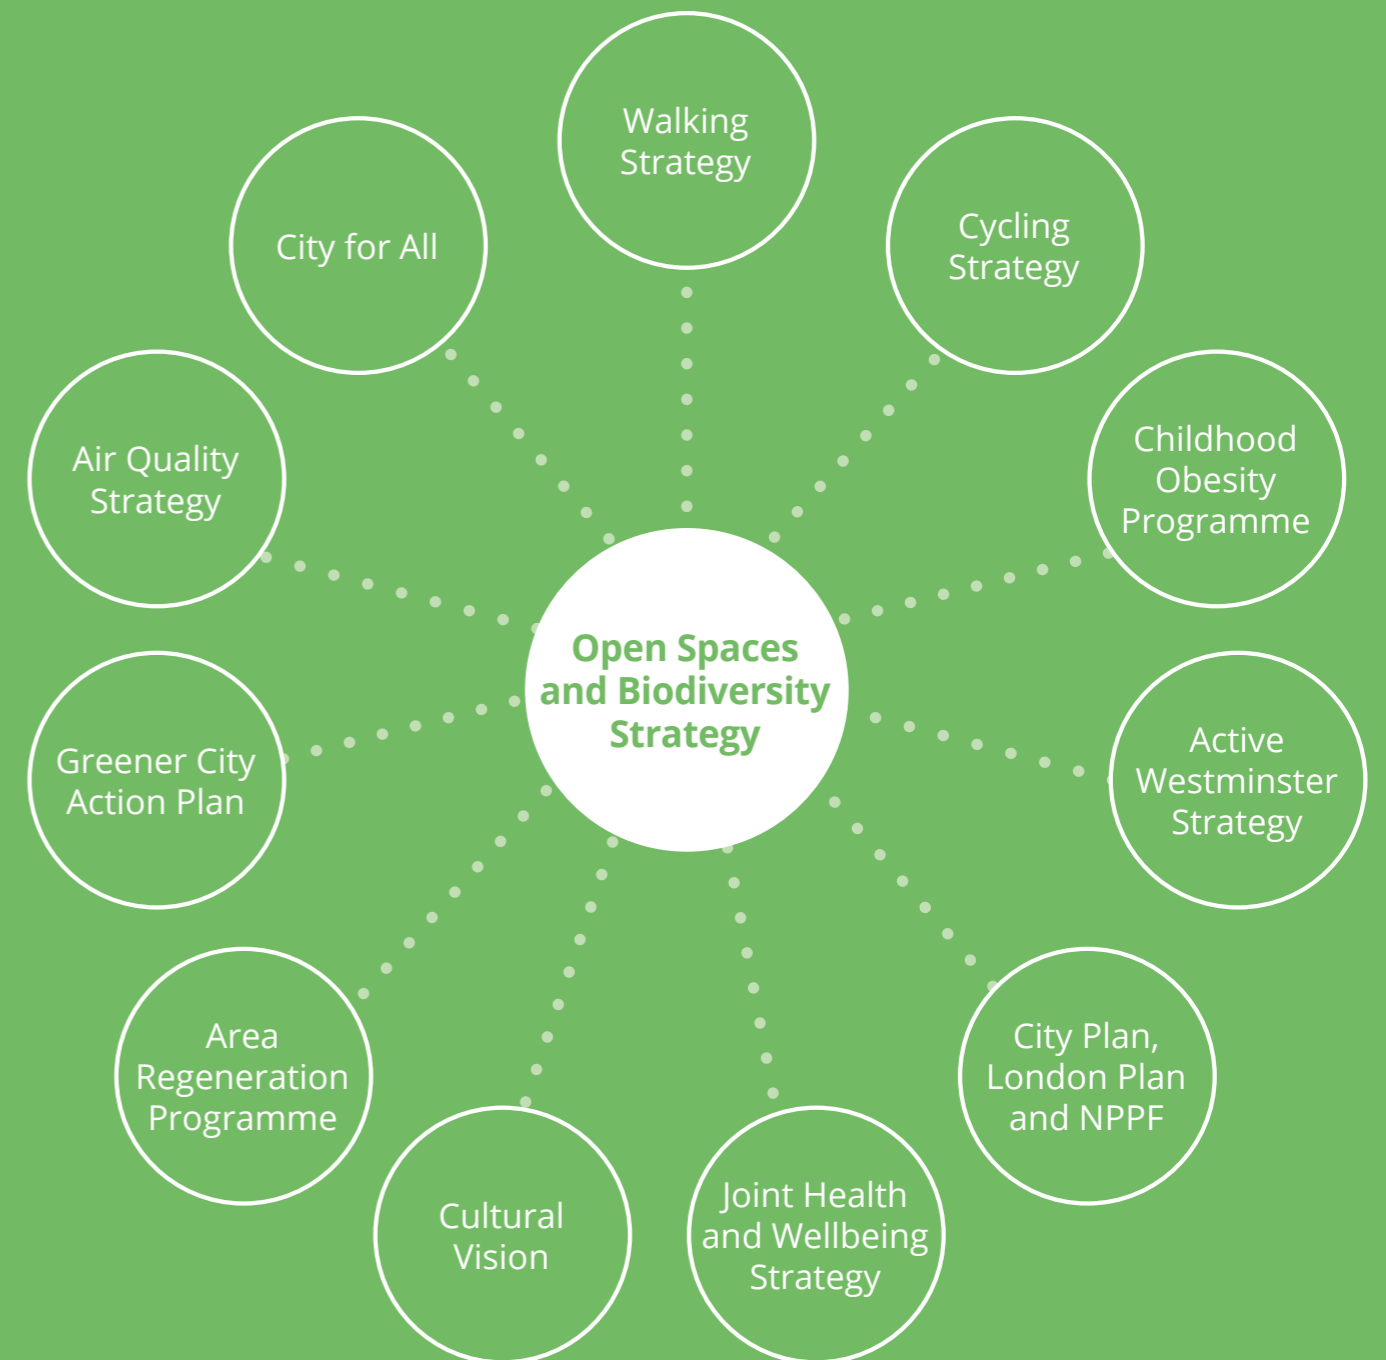 Walking
Strategy
Cycling
Strategy
Childhood
Obesity
Programme
Active
Westminster
Strategy
City Plan,
London Plan
and NPPF
Joint Health
and Wellbeing
Strategy
Cultural
Vision
Area
Regeneration
Programme
Greener City
Action Plan
Air Quality
Strategy
City for All
Open Spaces
and Biodiversity
Strategy